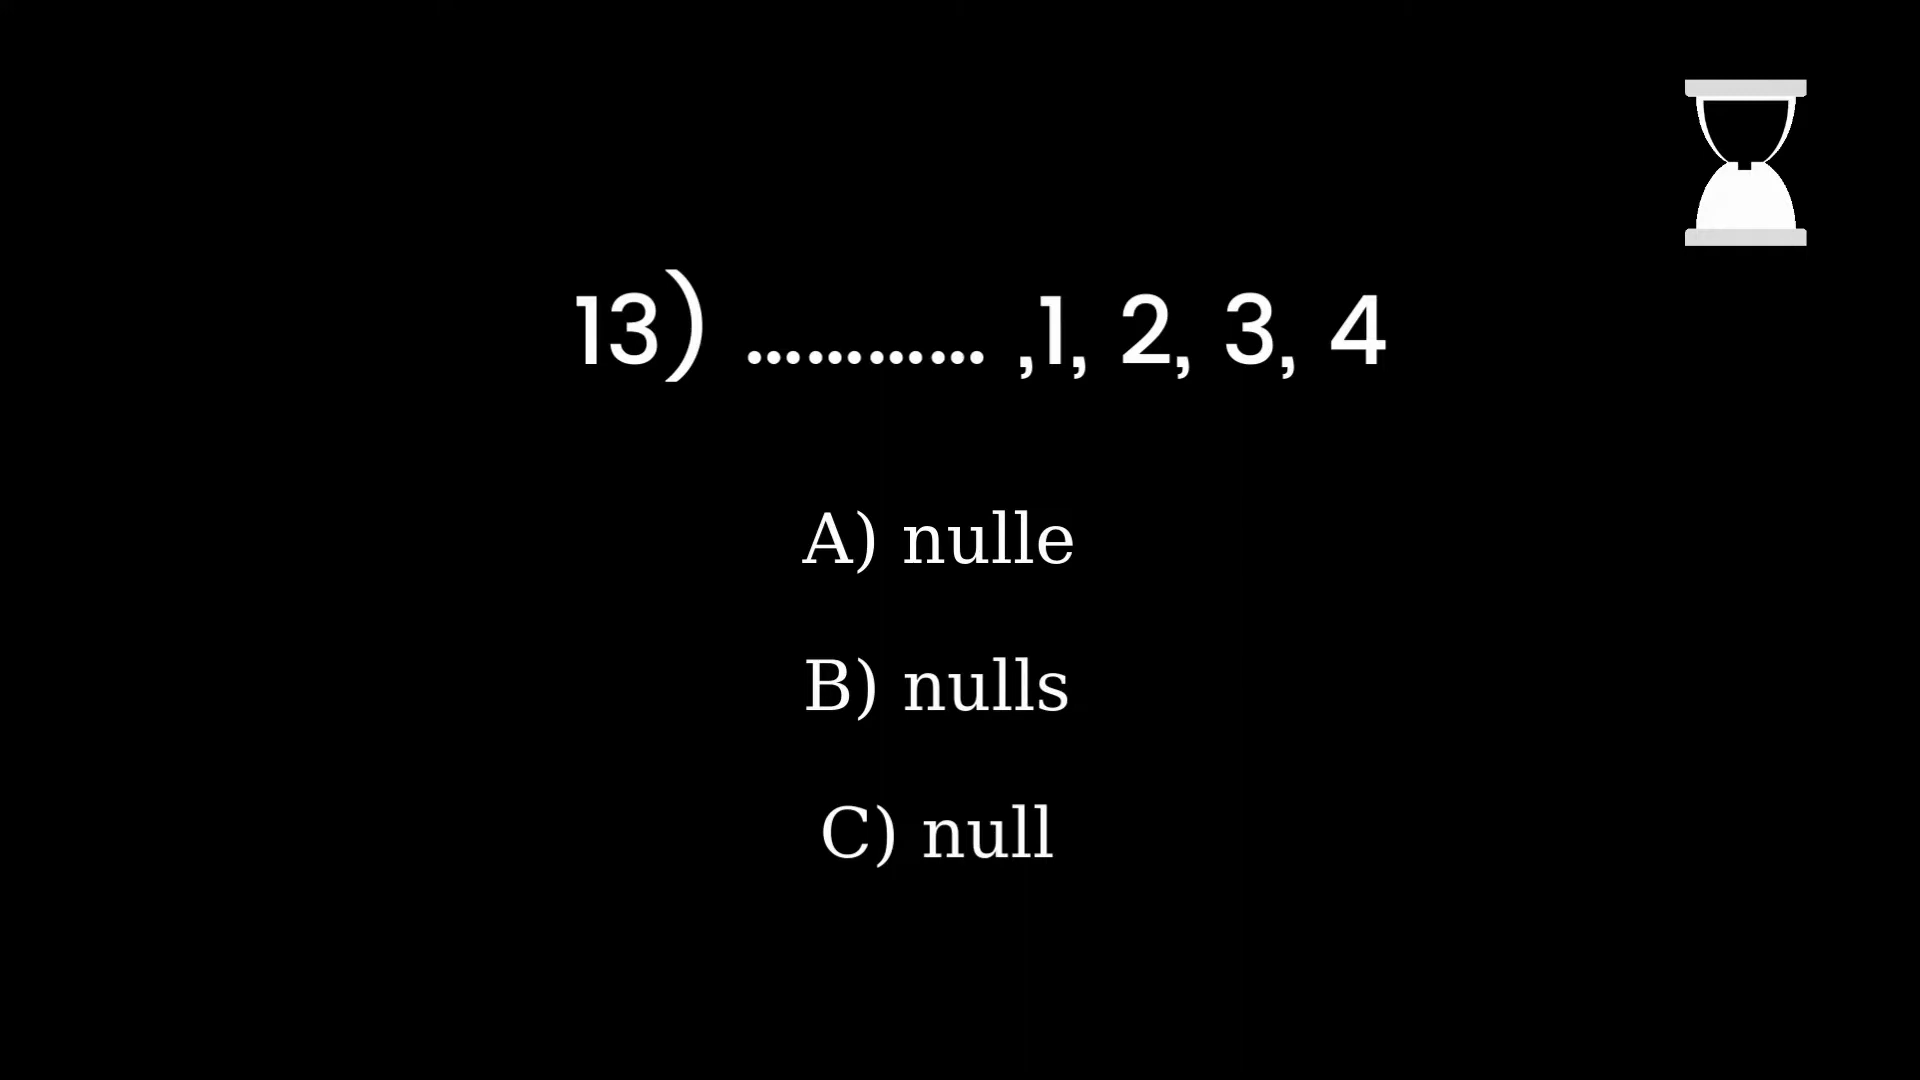 13) ............ ,1, 2, 3, 4
A) nulle
B) nulls
C) null